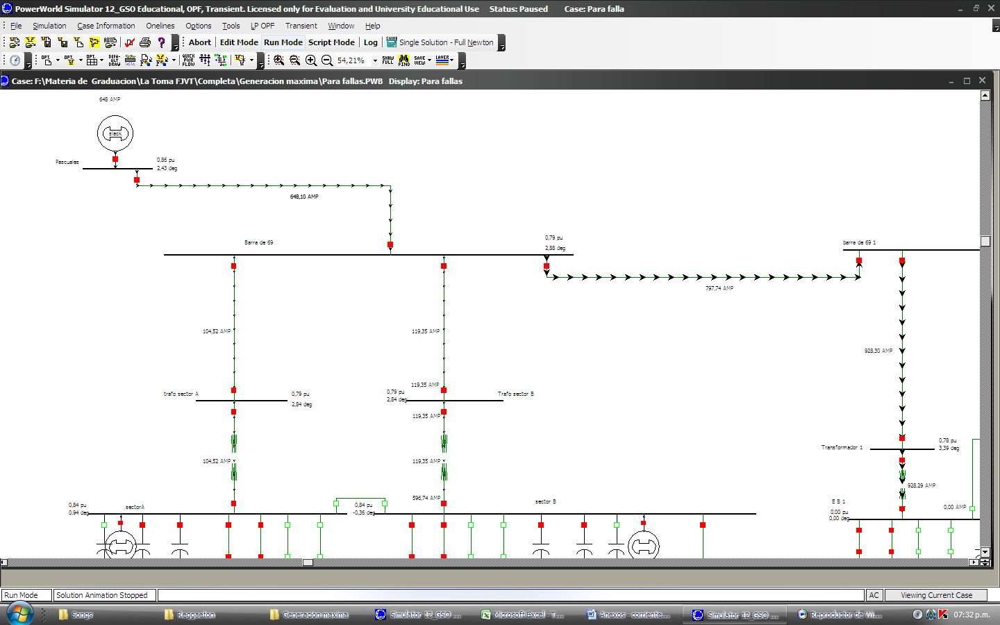 PowerWorld Simulator 12_GSO Educational, OPF, Transient. Licensed only for Evaluation and University Educational Use    Status: Paused    Case: Para falla
File Simulation Case Information Onelines Options Tools LP OPF Transient Window Help
Abort Edit Mode Run Mode Script Mode Log Single Solution - Full Newton
54,21%
Case: F:\Materia de Graduacion\La Toma FJVT\Completa\Generacion maxima\Para fallas.PWB   Display: Para fallas
648 AMP
slack
Pascuales
0,86 pu
2,43 deg
648,10 AMP
Barra de 69
0,79 pu
2,88 deg
barra de 69 1
797,74 AMP
104,52 AMP
119,35 AMP
928,30 AMP
119,35 AMP
trafo sector A
0,79 pu
2,84 deg
0,79 pu
2,84 deg
Trafo sector B
119,35 AMP
Transformador 1
0,78 pu
3,39 deg
104,52 AMP
119,35 AMP
928,29 AMP
596,74 AMP
0,84 pu
0,94 deg
sectorA
0,84 pu
-0,36 deg
sector B
E B 1
0,00 pu
0,00 deg
0,00 AMP
Run Mode
Solution Animation Stopped
AC
Viewing Current Case
Songs
Reggaeton
Generacion maxima
Simulator 12_GSO ...
Microsoft Excel - T...
Anexos - corriente...
Simulator 12_GSO ...
Reproductor de Wi...
07:32 p.m.